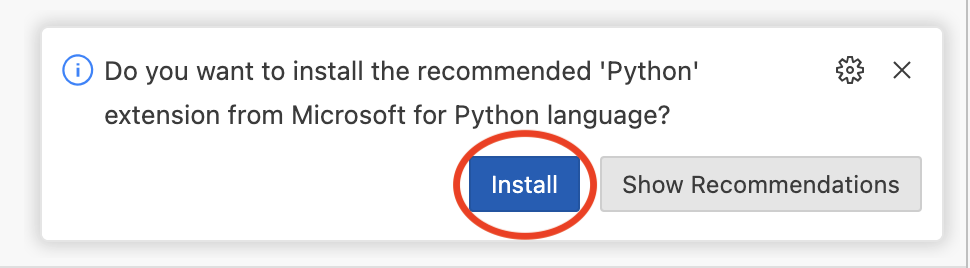 Do you want to install the recommended 'Python'
extension from Microsoft for Python language?
Install
Show Recommendations